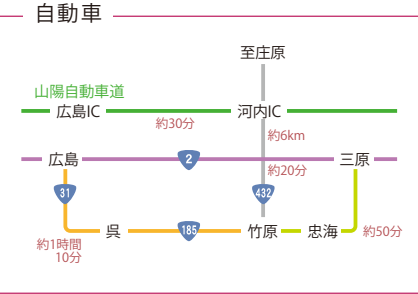 自動車
至庄原
山陽自動車道
広島IC
河内IC
約30分
約6km
広島
2
三原
約20分
31
432
呉
185
竹原
忠海
約50分
約1時間
10分